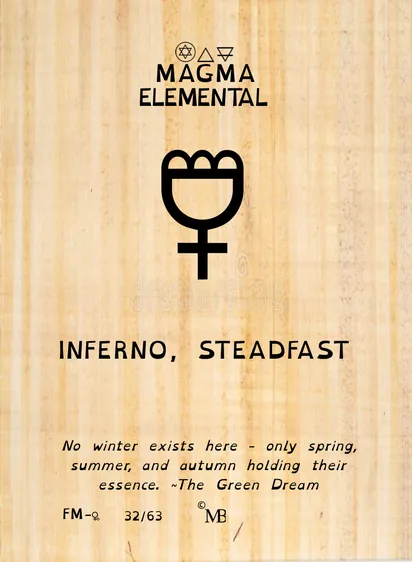 MAGMA
ELEMENTAL
INFERNO, STEADFAST
No winter exists here - only spring,
summer, and autumn holding their
essence. ~The Green Dream
FM-♀ 32/63 © MB